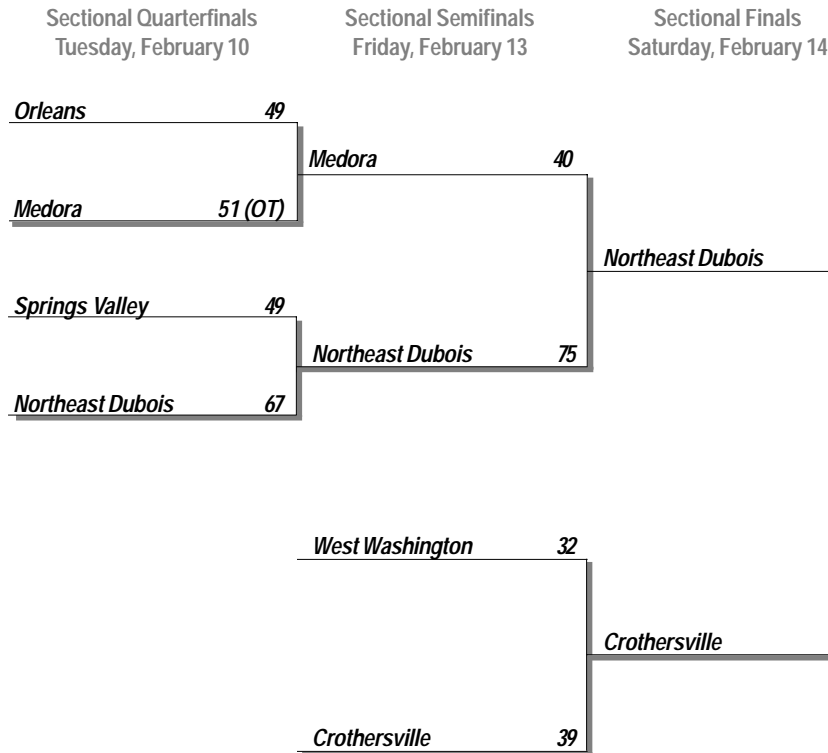 Sectional Quarterfinals
Tuesday, February 10
Sectional Semifinals
Friday, February 13
Sectional Finals
Saturday, February 14
Orleans 49
Medora 51 (OT)
Springs Valley 49
Northeast Dubois 67
Medora 40
Northeast Dubois 75
West Washington 32
Crothersville 39
Northeast Dubois
Crothersville